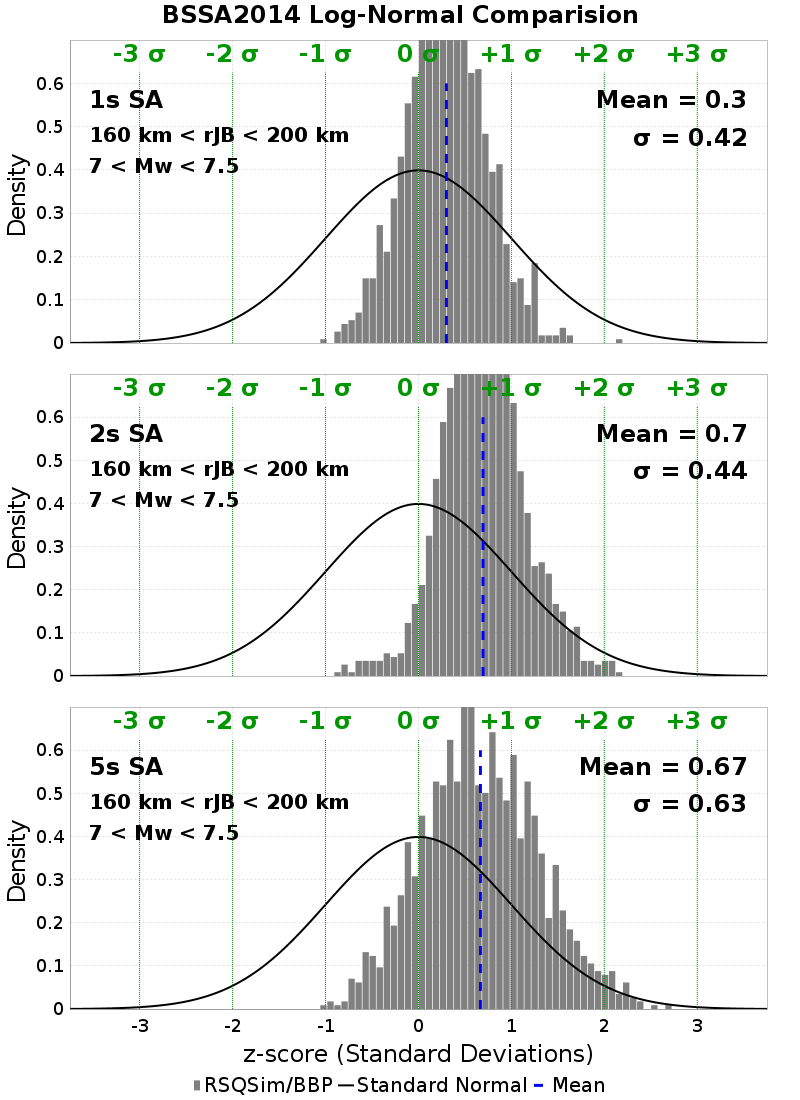 BSSA2014 Log-Normal Comparision
-3 σ -2 σ -1 σ 0 σ +1 σ +2 σ +3 σ
0.6
1s SA Mean = 0.3
0.5
160 km < rJB < 200 km σ = 0.42
0.4
7 < Mw < 7.5
Density
0.3
0.2
0.1
0
-3 σ -2 σ -1 σ 0 σ +1 σ +2 σ +3 σ
0.6
2s SA Mean = 0.7
0.5
160 km < rJB < 200 km σ = 0.44
0.4
7 < Mw < 7.5
Density
0.3
0.2
0.1
0
-3 σ -2 σ -1 σ 0 σ +1 σ +2 σ +3 σ
0.6
5s SA Mean = 0.67
0.5
160 km < rJB < 200 km σ = 0.63
0.4
7 < Mw < 7.5
Density
0.3
0.2
0.1
0
-3 -2 -1 0 1 2 3
z-score (Standard Deviations)
RSQSim/BBP Standard Normal Mean